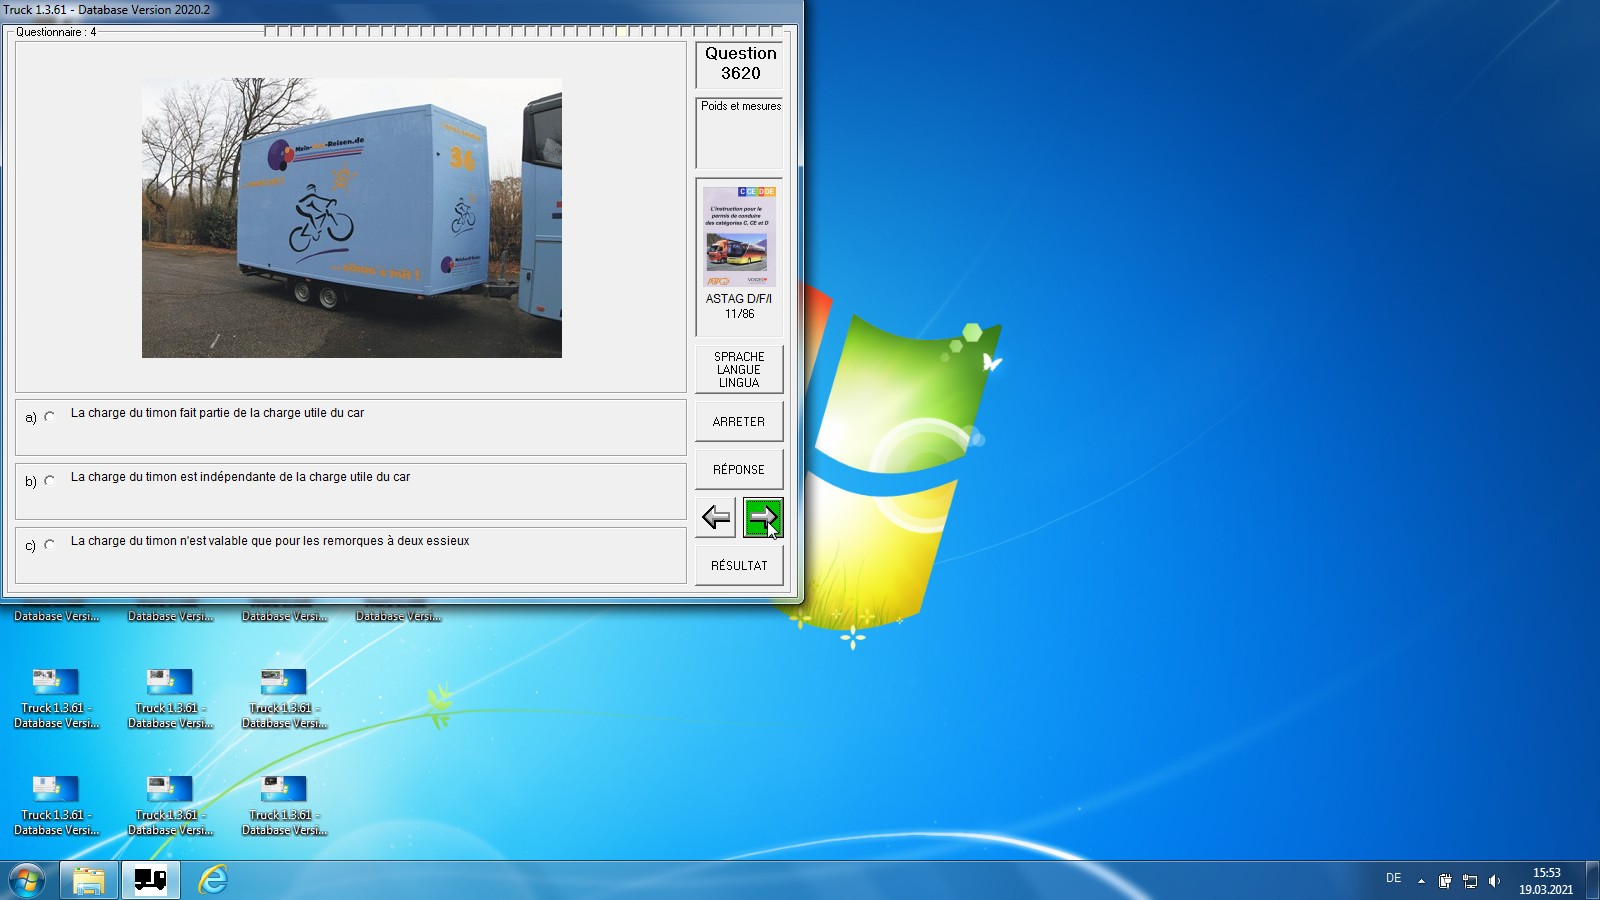 Truck 1.3.61 - Database Version 2020.2
Questionnaire : 4
Question
3620
Poids et mesures
Mein-Bus-Reisen.de
34
C CE D DE
L'instruction pour le
permis de conduire
des catégories C, CE et D
ASTAG D/F/I
11/86
SPRACHE
LANGUE
LINGUA
a) La charge du timon fait partie de la charge utile du car
ARRETER
b) La charge du timon est indépendante de la charge utile du car
RÉPONSE
c) La charge du timon n'est valable que pour les remorques à deux essieux
RÉSULTAT
Database Versi...
Database Versi...
Database Versi...
Database Versi...
Truck 1.3.61 -
Database Versi...
Truck 1.3.61 -
Database Versi...
Truck 1.3.61 -
Database Versi...
Truck 1.3.61 -
Database Versi...
Truck 1.3.61 -
Database Versi...
Truck 1.3.61 -
Database Versi...
DE
15:53
19.03.2021